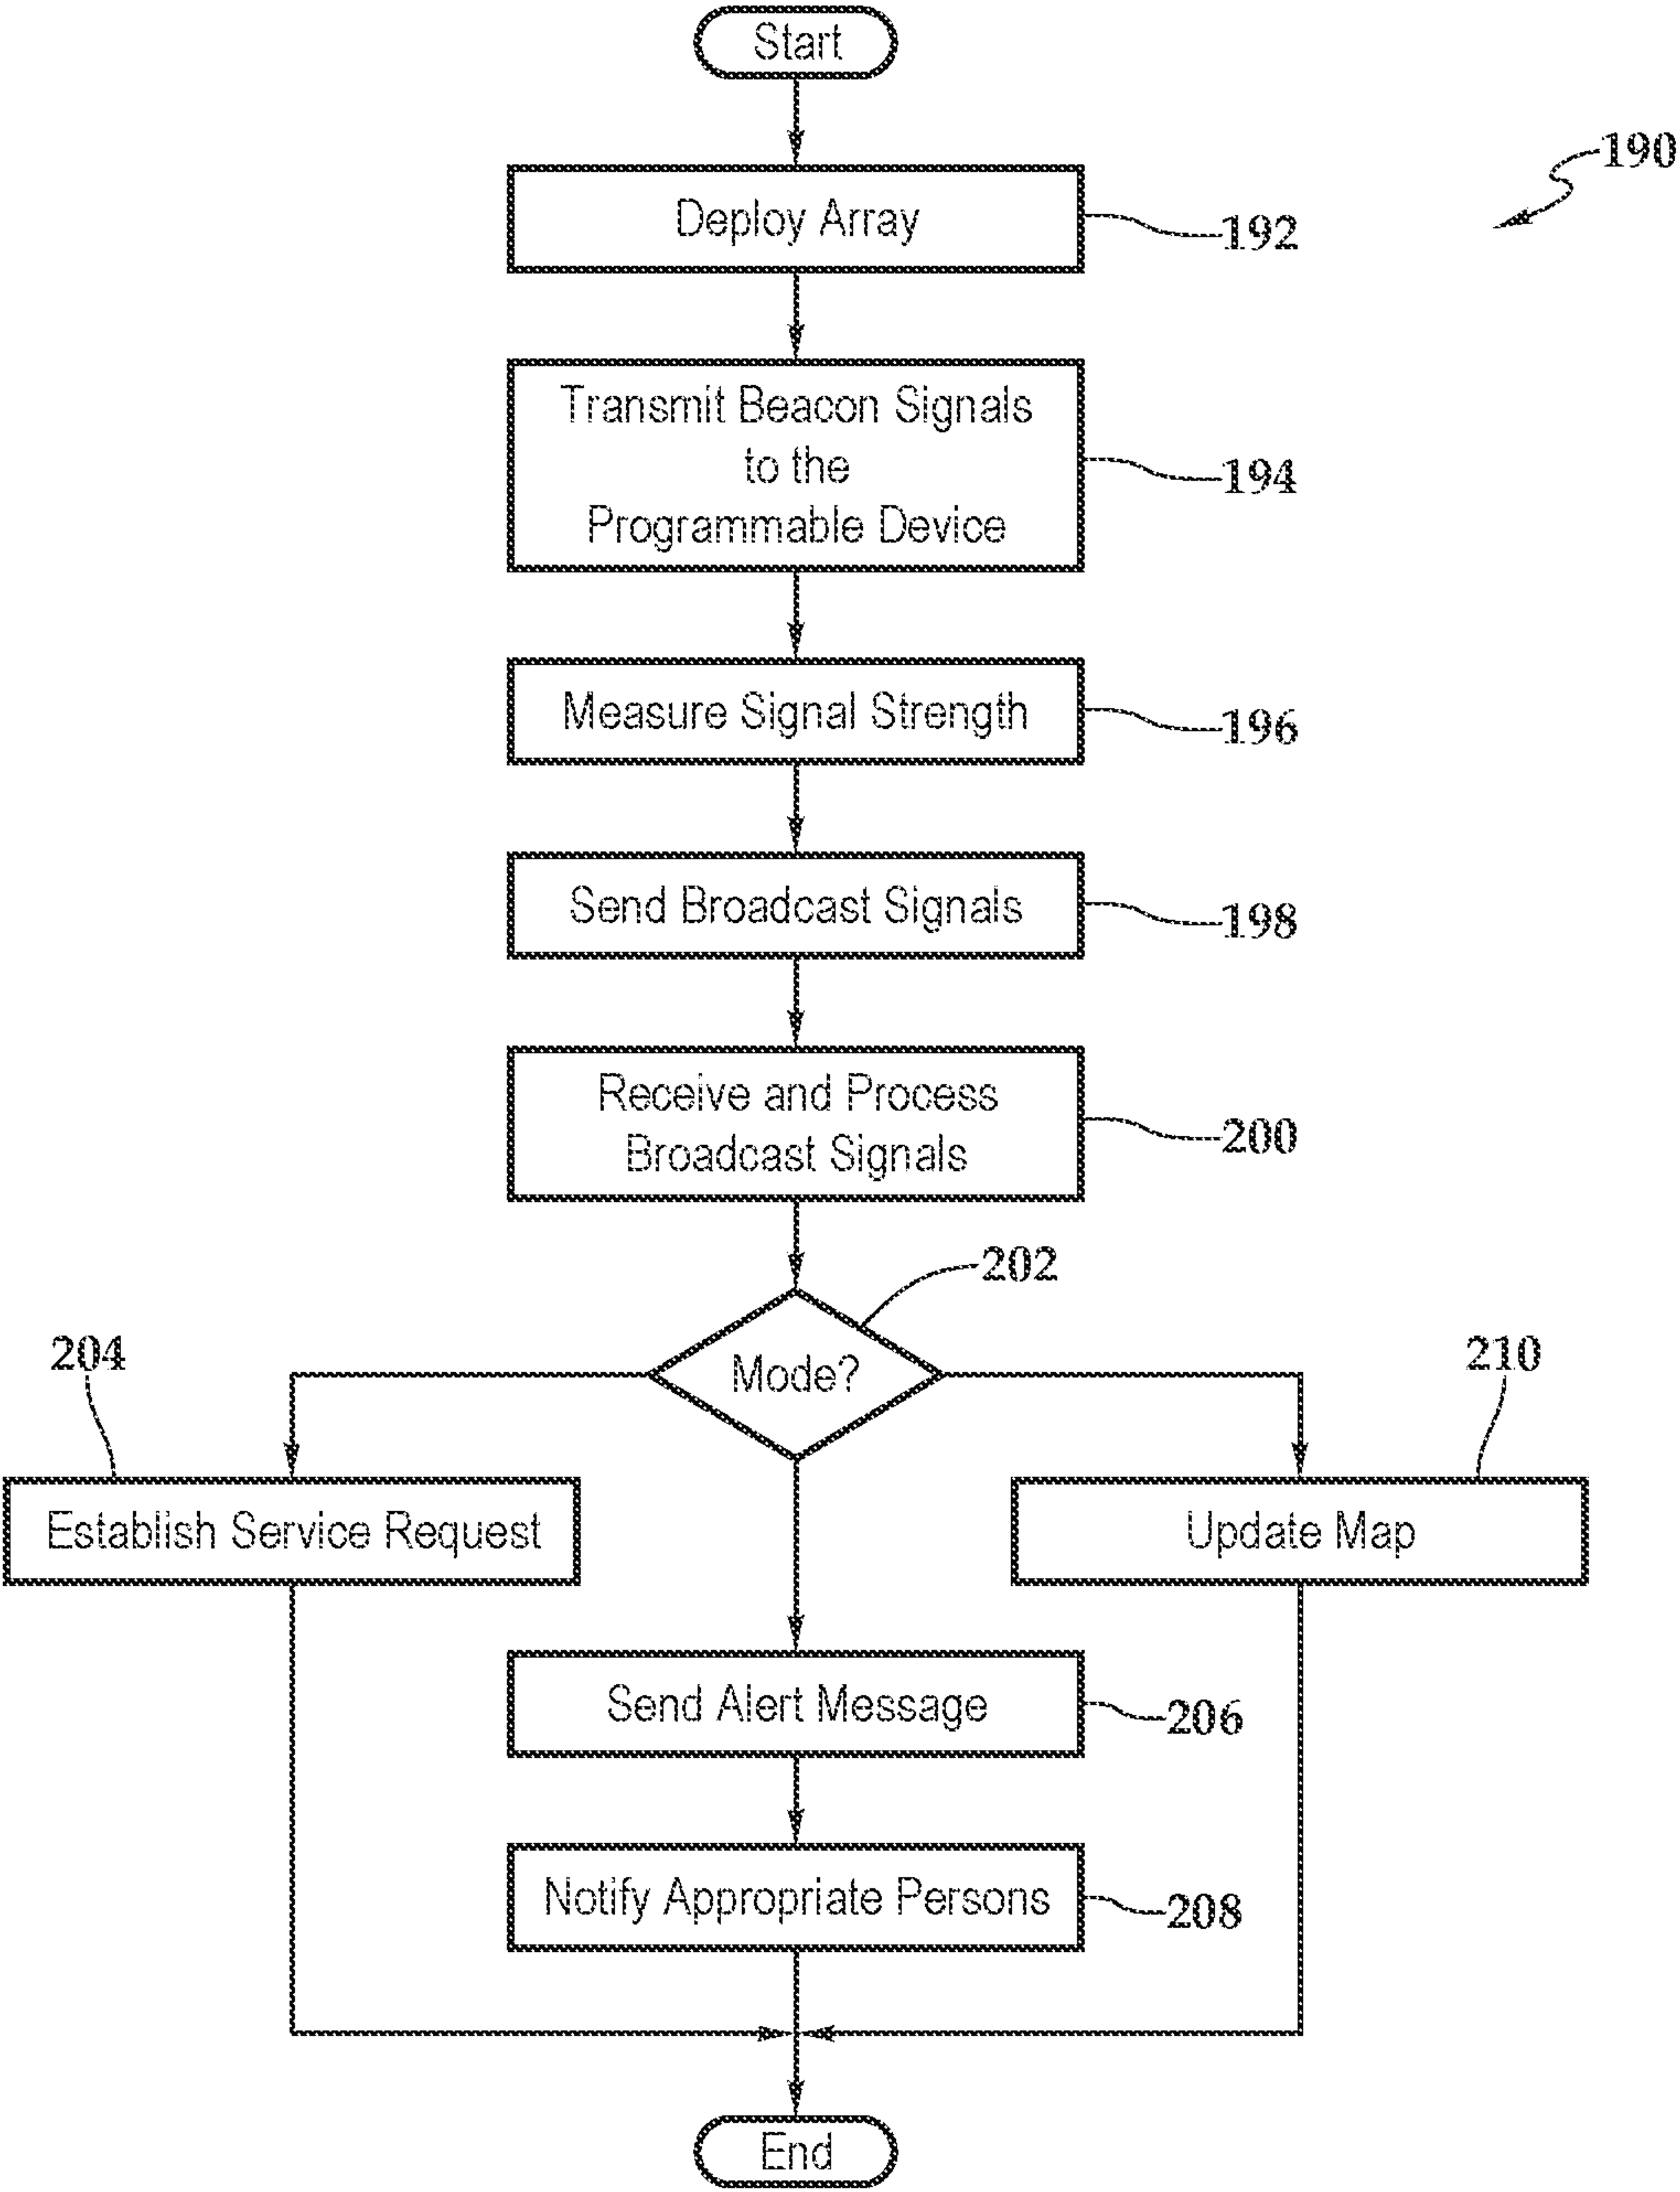 Start
190
Deploy Array
192
Transmit Beacon Signals
to the
Programmable Device
194
Measure Signal Strength
196
Send Broadcast Signals
198
Receive and Process
Broadcast Signals
200
202
Mode?
204
210
Establish Service Request
Update Map
Send Alert Message
206
Notify Appropriate Persons
208
End